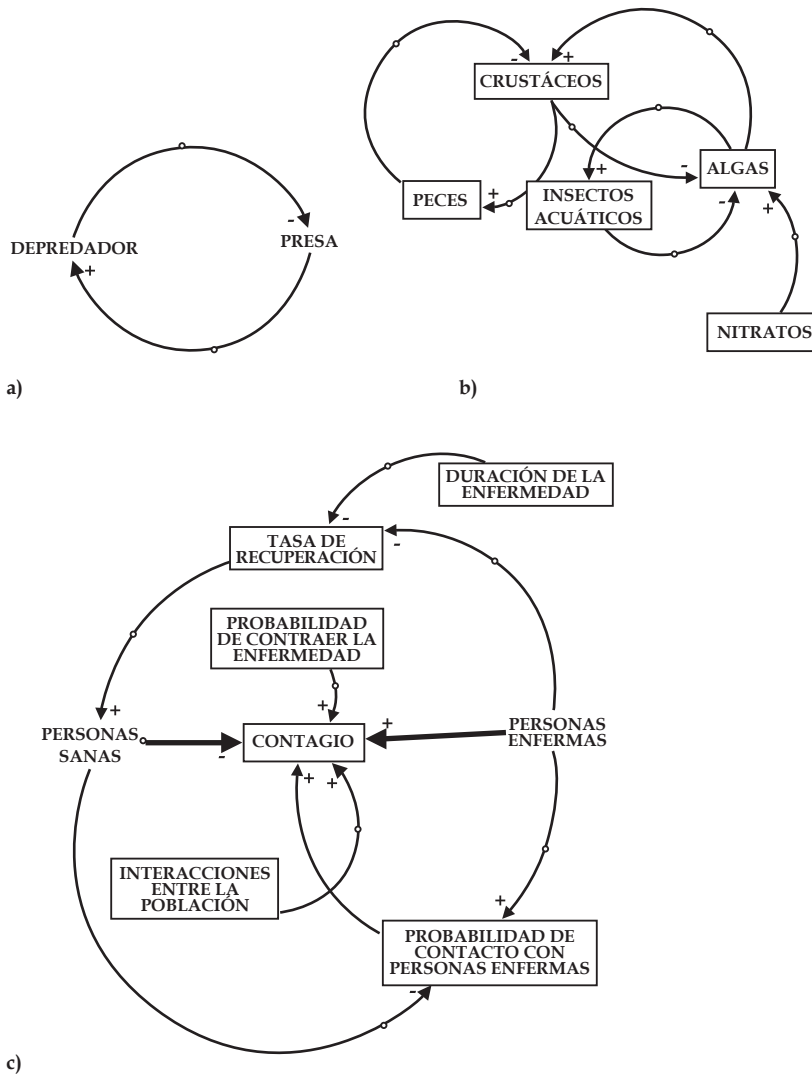 -
+
CRUSTÁCEOS
-
ALGAS
+
PECES
+
INSECTOS
ACUÁTICOS
-
+
NITRATOS
-
DEPREDADOR
PRESA
+
a)
b)
DURACIÓN DE LA
ENFERMEDAD
-
TASA DE
RECUPERACIÓN
-
PROBABILIDAD
DE CONTRAER LA
ENFERMEDAD
+
+
PERSONAS
SANAS
-
CONTAGIO
+
PERSONAS
ENFERMAS
+
+
INTERACCIONES
ENTRE LA
POBLACIÓN
+
PROBABILIDAD DE
CONTACTO CON
PERSONAS ENFERMAS
-
c)